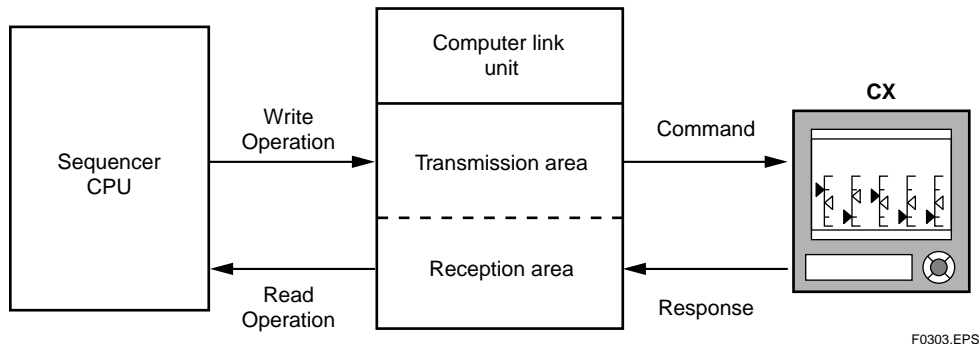 Computer link
unit
CX
Write
Operation
Command
Sequencer
CPU
Transmission area
Reception area
Read
Operation
Response
F0303.EPS